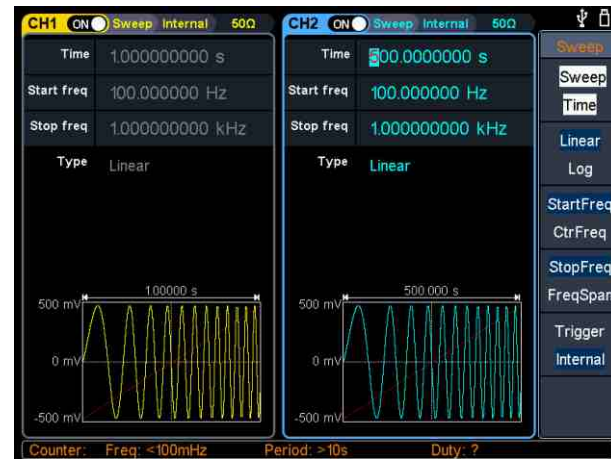 CH1 ON Sweep Internal 50Ω
Time 1.000000000 s
Start freq 100.000000 Hz
Stop freq 1.000000000 kHz
Type Linear
1.00000 s
500 mV
0 mV
-500 mV
CH2 ON Sweep Internal 50Ω
Time 500.0000000 s
Start freq 100.000000 Hz
Stop freq 1.000000000 kHz
Type Linear
500.000 s
500 mV
0 mV
-500 mV
Sweep
Sweep
Time
Linear
Log
StartFreq
CtrFreq
StopFreq
FreqSpan
Trigger
Internal
Counter: Freq: <100mHz Period: >10s Duty: ?